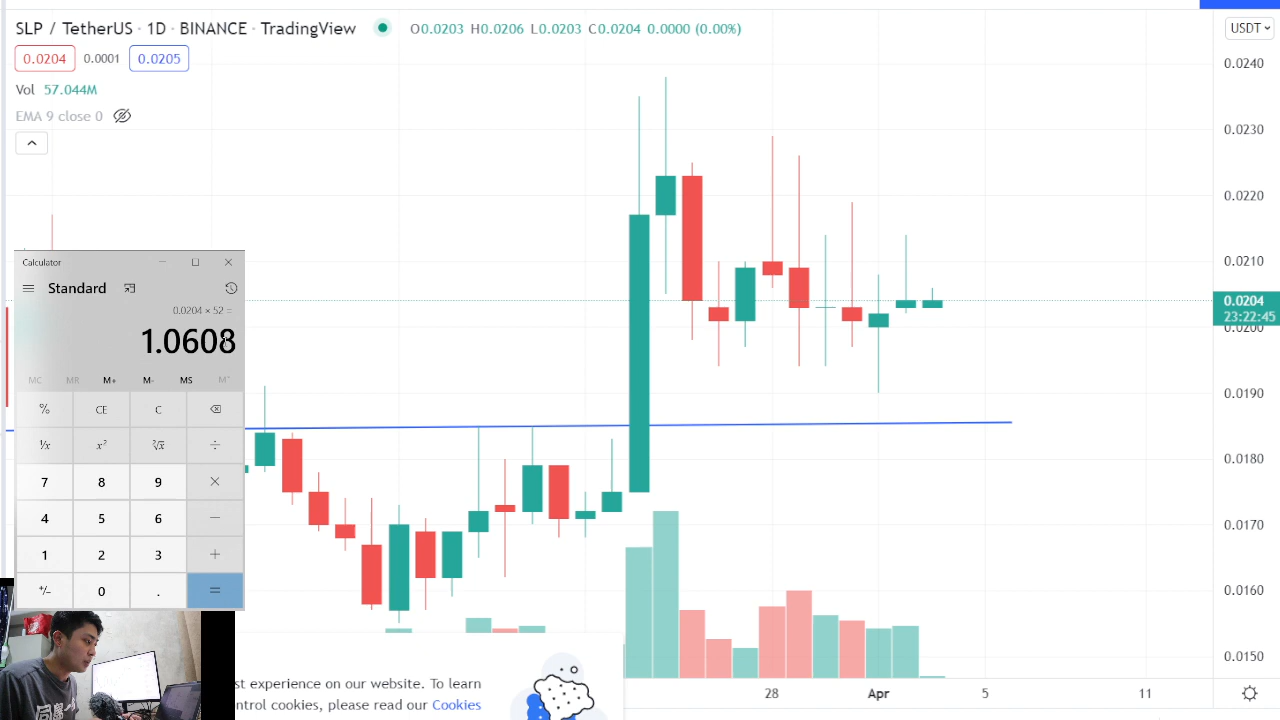 SLP / TetherUS · 1D · BINANCE · TradingView
O0.0203 H0.0206 L0.0203 C0.0204 0.0000 (0.00%)
USDT
0.0204 0.0001 0.0205
Vol 57.044M
EMA 9 close 0
0.0240
0.0230
0.0220
0.0210
0.0204
23:22:45
0.0200
0.0190
0.0180
0.0170
0.0160
0.0150
Calculator
Standard
0.0204 × 52 =
1.0608
MC MR M+ M- MS
% CE C
¹/x x² ²√x ÷
7 8 9 ×
4 5 6 −
1 2 3 +
+/− 0 . =
st experience on our website. To learn
ntrol cookies, please read our Cookies
28 Apr 5 11